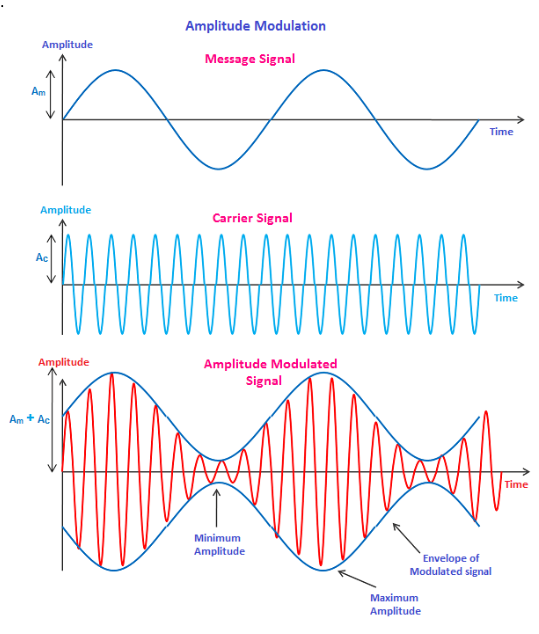 .
Amplitude Modulation
Amplitude
Message Signal
Am
Time
Amplitude
Carrier Signal
Ac
Time
Amplitude
Amplitude Modulated
Signal
Am + Ac
Time
Minimum
Amplitude
Envelope of
Modulated signal
Maximum
Amplitude